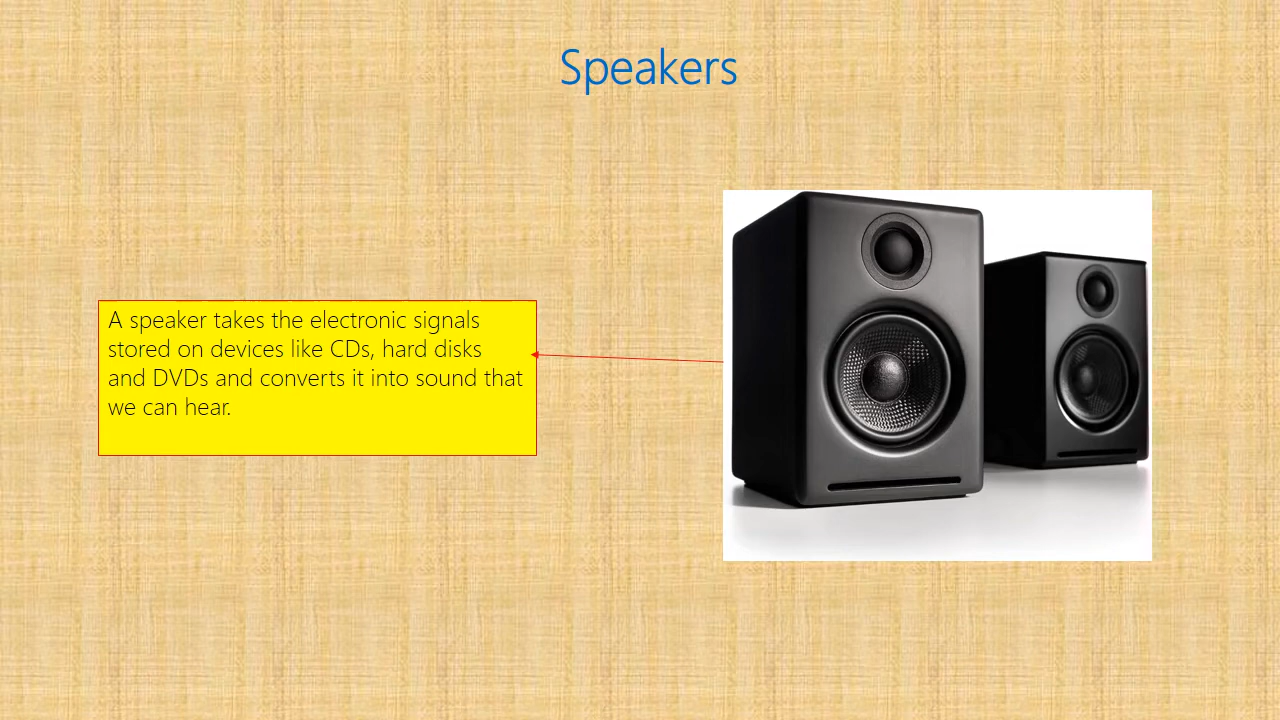 Speakers
A speaker takes the electronic signals
stored on devices like CDs, hard disks
and DVDs and converts it into sound that
we can hear.